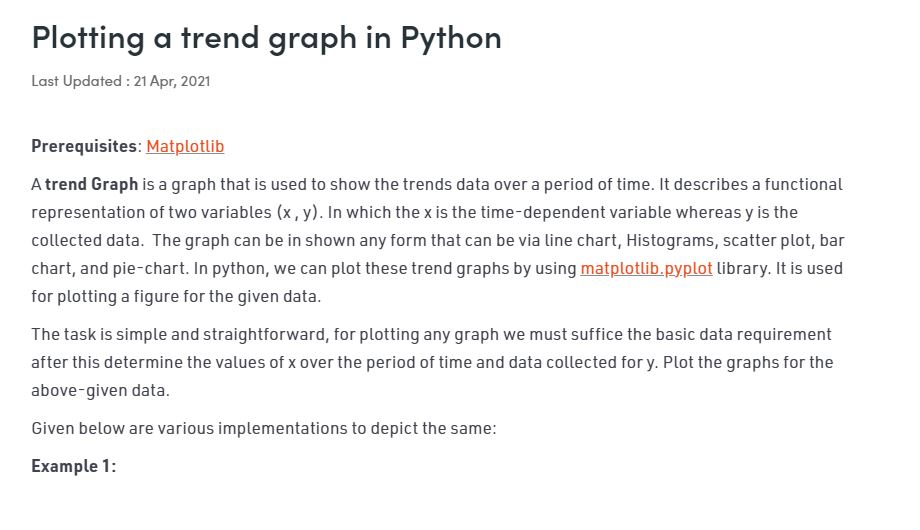 Plotting a trend graph in Python
Last Updated : 21 Apr, 2021
Prerequisites: Matplotlib
A trend Graph is a graph that is used to show the trends data over a period of time. It describes a functional
representation of two variables (x , y). In which the x is the time-dependent variable whereas y is the
collected data.  The graph can be in shown any form that can be via line chart, Histograms, scatter plot, bar
chart, and pie-chart. In python, we can plot these trend graphs by using matplotlib.pyplot library. It is used
for plotting a figure for the given data.
The task is simple and straightforward, for plotting any graph we must suffice the basic data requirement
after this determine the values of x over the period of time and data collected for y. Plot the graphs for the
above-given data.
Given below are various implementations to depict the same:
Example 1: